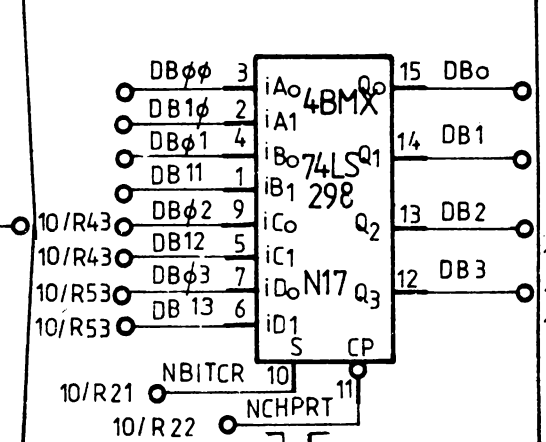 DBøø 3 iA0 4BMX Q0 15 DB0
DB1ø 2 iA1
DBø1 4 iB0 74LS Q1 14 DB1
DB11 1 iB1 298
10/R43 DBø2 9 iC0 Q2 13 DB2
10/R43 DB12 5 iC1
10/R53 DBø3 7 iD0 N17 Q3 12 DB3
10/R53 DB 13 6 iD1
S CP
10/R21 NBITCR 10 11
10/R22 NCHPRT